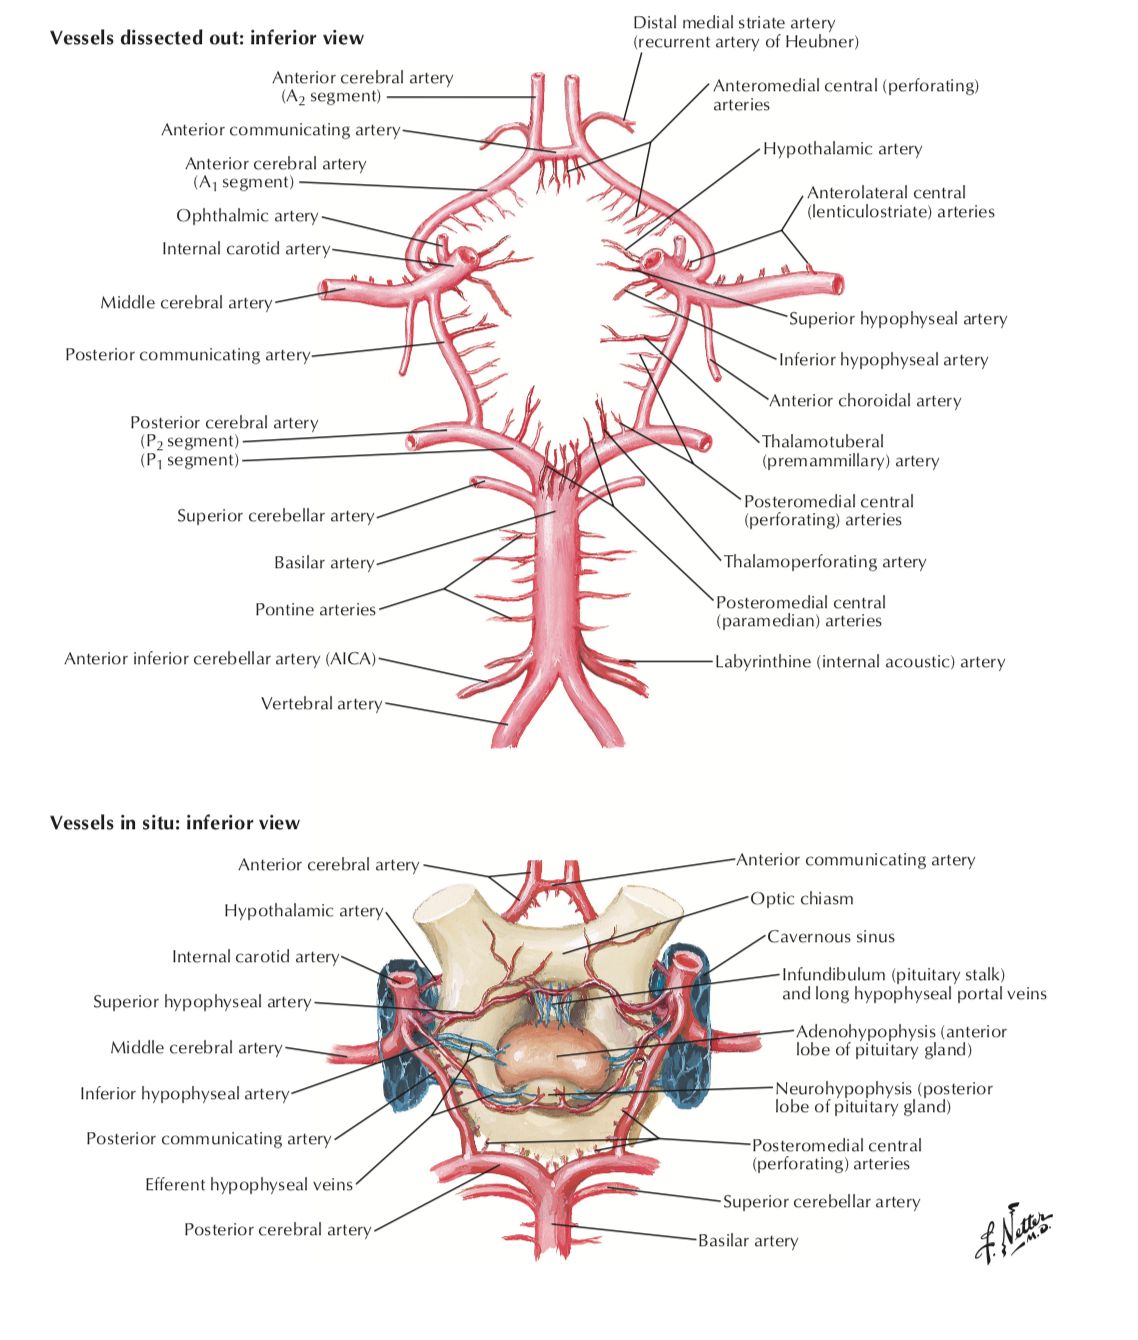 Vessels dissected out: inferior view
Distal medial striate artery
(recurrent artery of Heubner)
Anterior cerebral artery
(A2 segment)
Anteromedial central (perforating)
arteries
Anterior communicating artery
Hypothalamic artery
Anterior cerebral artery
(A1 segment)
Anterolateral central
(lenticulostriate) arteries
Ophthalmic artery
Internal carotid artery
Middle cerebral artery
Superior hypophyseal artery
Posterior communicating artery
Inferior hypophyseal artery
Anterior choroidal artery
Posterior cerebral artery
(P2 segment)
(P1 segment)
Thalamotuberal
(premammillary) artery
Posteromedial central
(perforating) arteries
Superior cerebellar artery
Basilar artery
Thalamoperforating artery
Pontine arteries
Posteromedial central
(paramedian) arteries
Anterior inferior cerebellar artery (AICA)
Labyrinthine (internal acoustic) artery
Vertebral artery
Vessels in situ: inferior view
Anterior cerebral artery
Anterior communicating artery
Optic chiasm
Hypothalamic artery
Cavernous sinus
Internal carotid artery
Infundibulum (pituitary stalk)
and long hypophyseal portal veins
Superior hypophyseal artery
Adenohypophysis (anterior
lobe of pituitary gland)
Middle cerebral artery
Inferior hypophyseal artery
Neurohypophysis (posterior
lobe of pituitary gland)
Posterior communicating artery
Posteromedial central
(perforating) arteries
Efferent hypophyseal veins
Superior cerebellar artery
Posterior cerebral artery
Basilar artery
F. Netter
M.D.